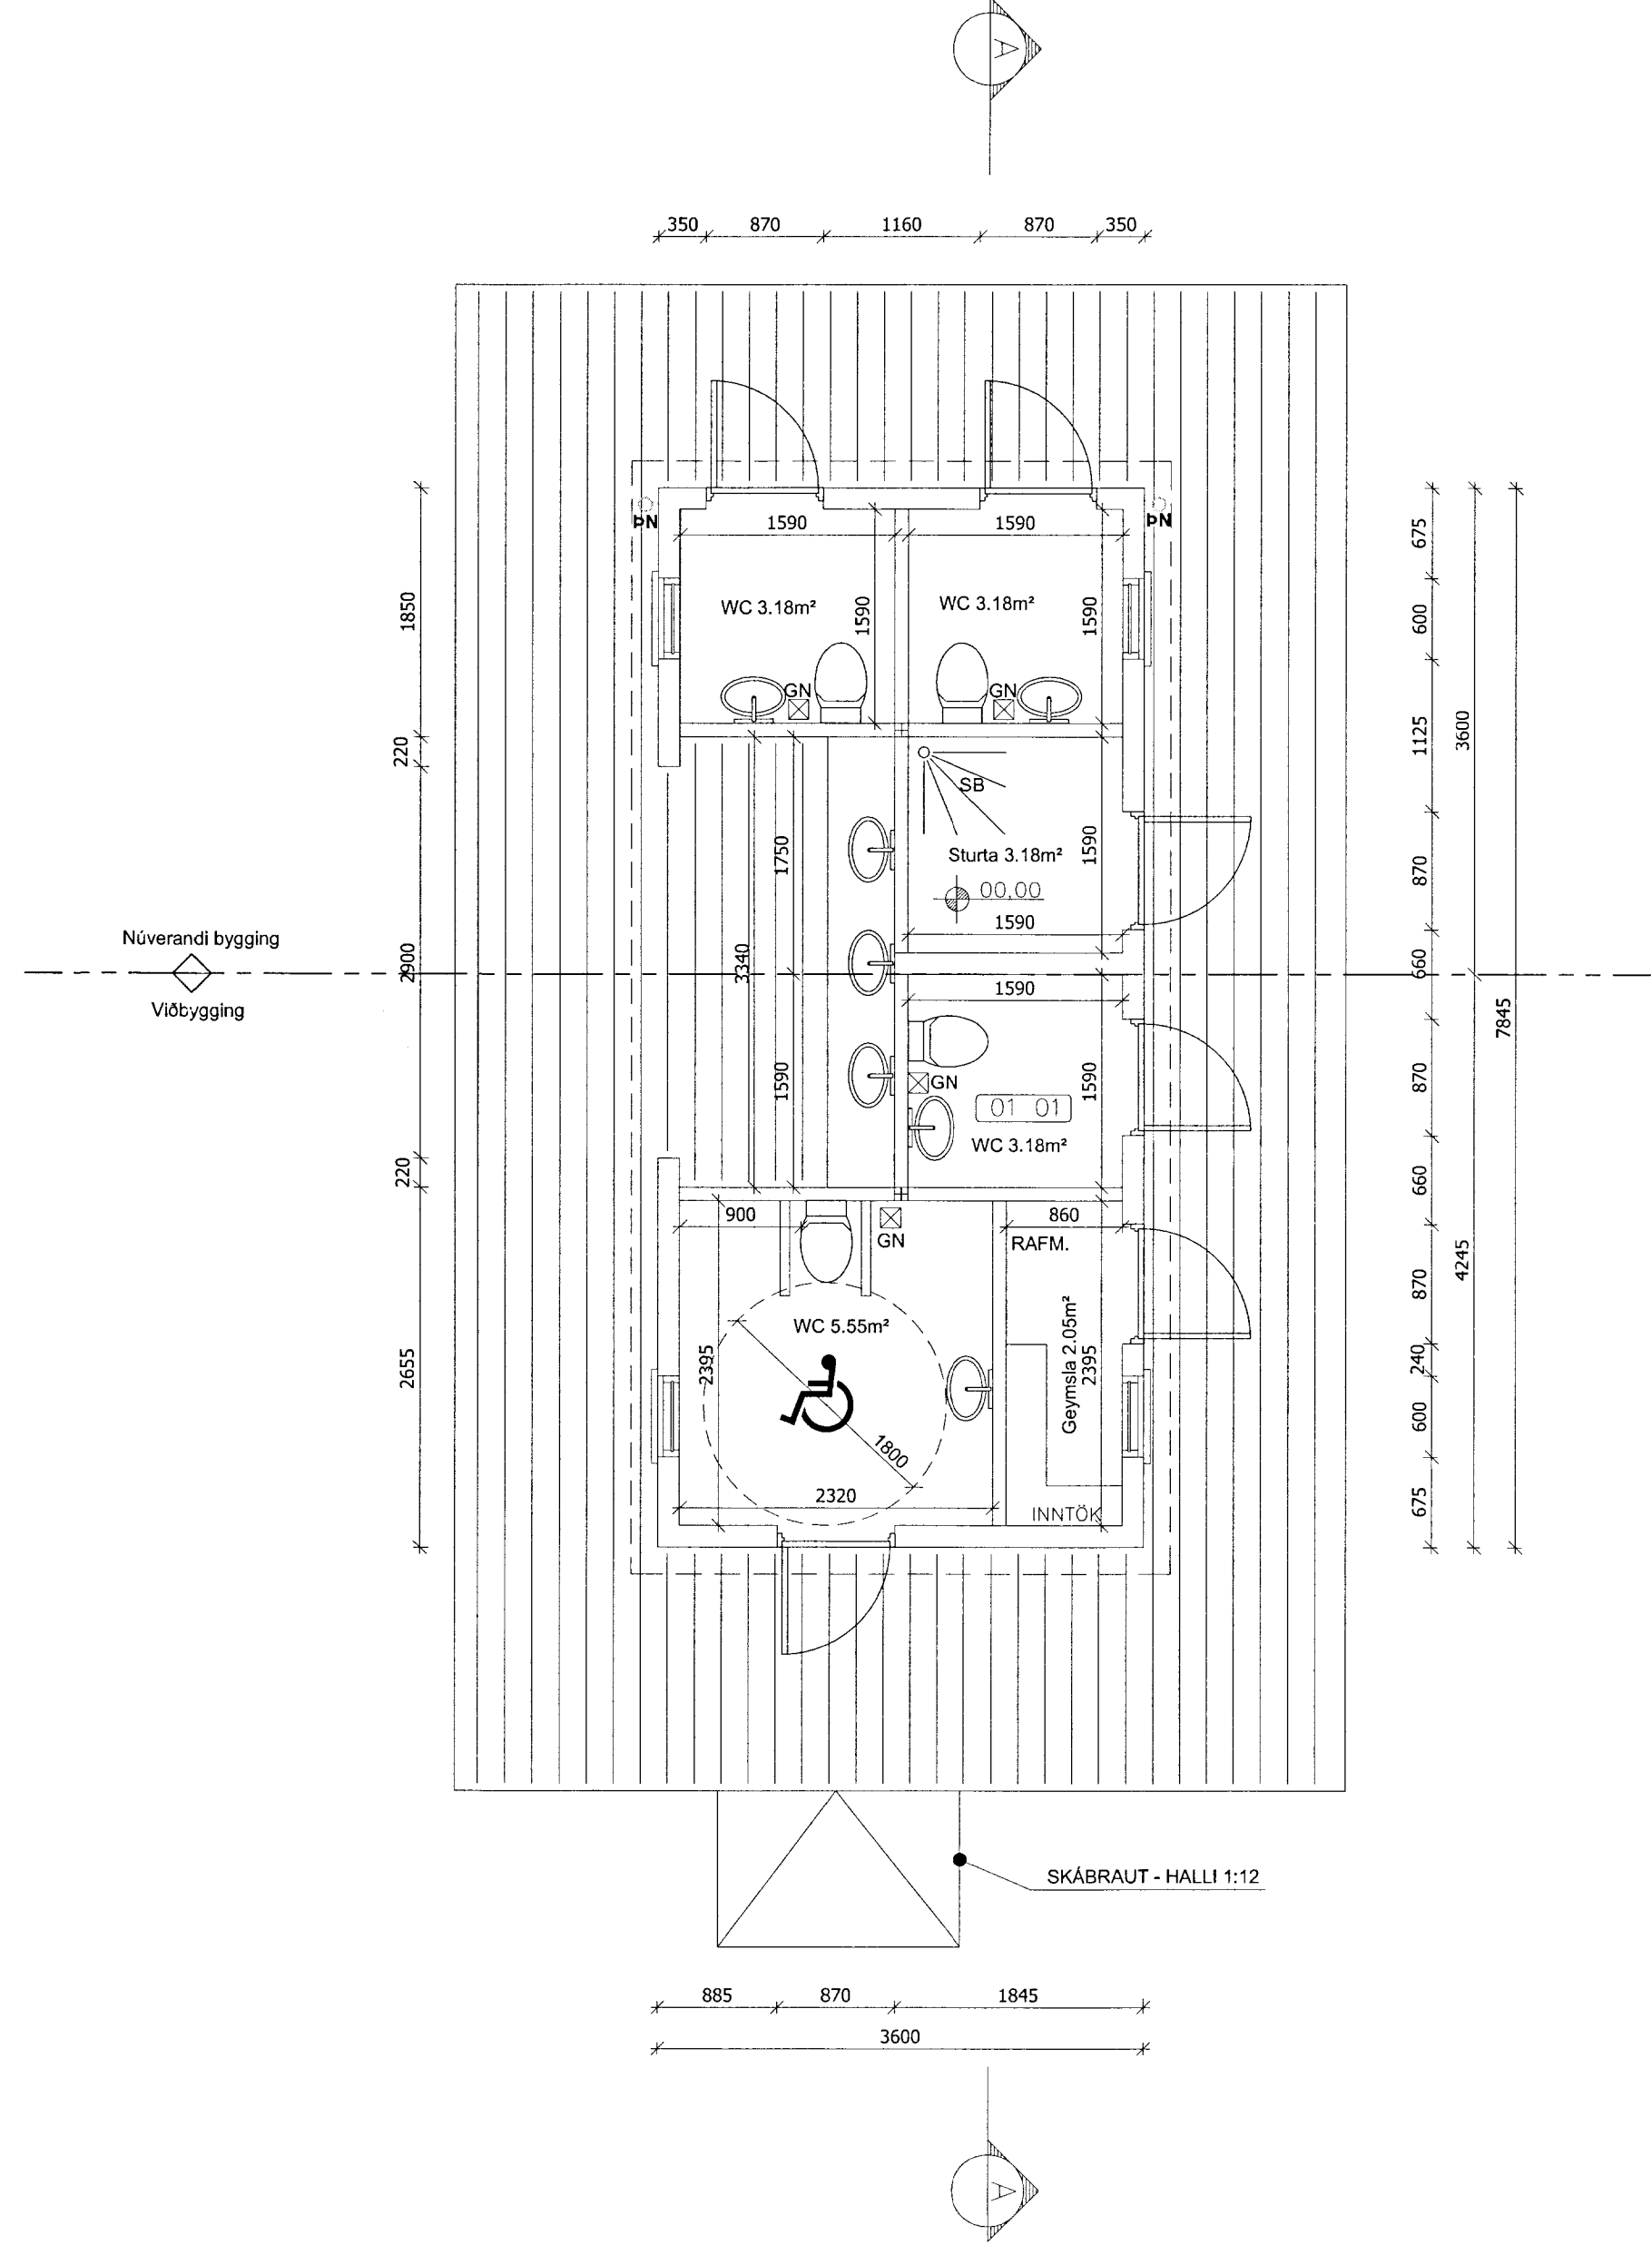 A
350 870 1160 870 350
ÞN
ÞN
1590
1590
675
WC 3.18m²
WC 3.18m²
1850
1590
1590
600
GN
GN
220
1125
3600
SB
1750
Sturta 3.18m²
1590
870
00,00
1590
Núverandi bygging
2900
3340
660
Viðbygging
1590
7845
1590
GN
01 01
1590
870
WC 3.18m²
220
660
900
GN
860
RAFM.
4245
870
WC 5.55m²
2655
2395
Geymsla 2.05m²
2395
240
600
1800
2320
675
INNTÖK
SKÁBRAUT - HALLI 1:12
885 870 1845
3600
A